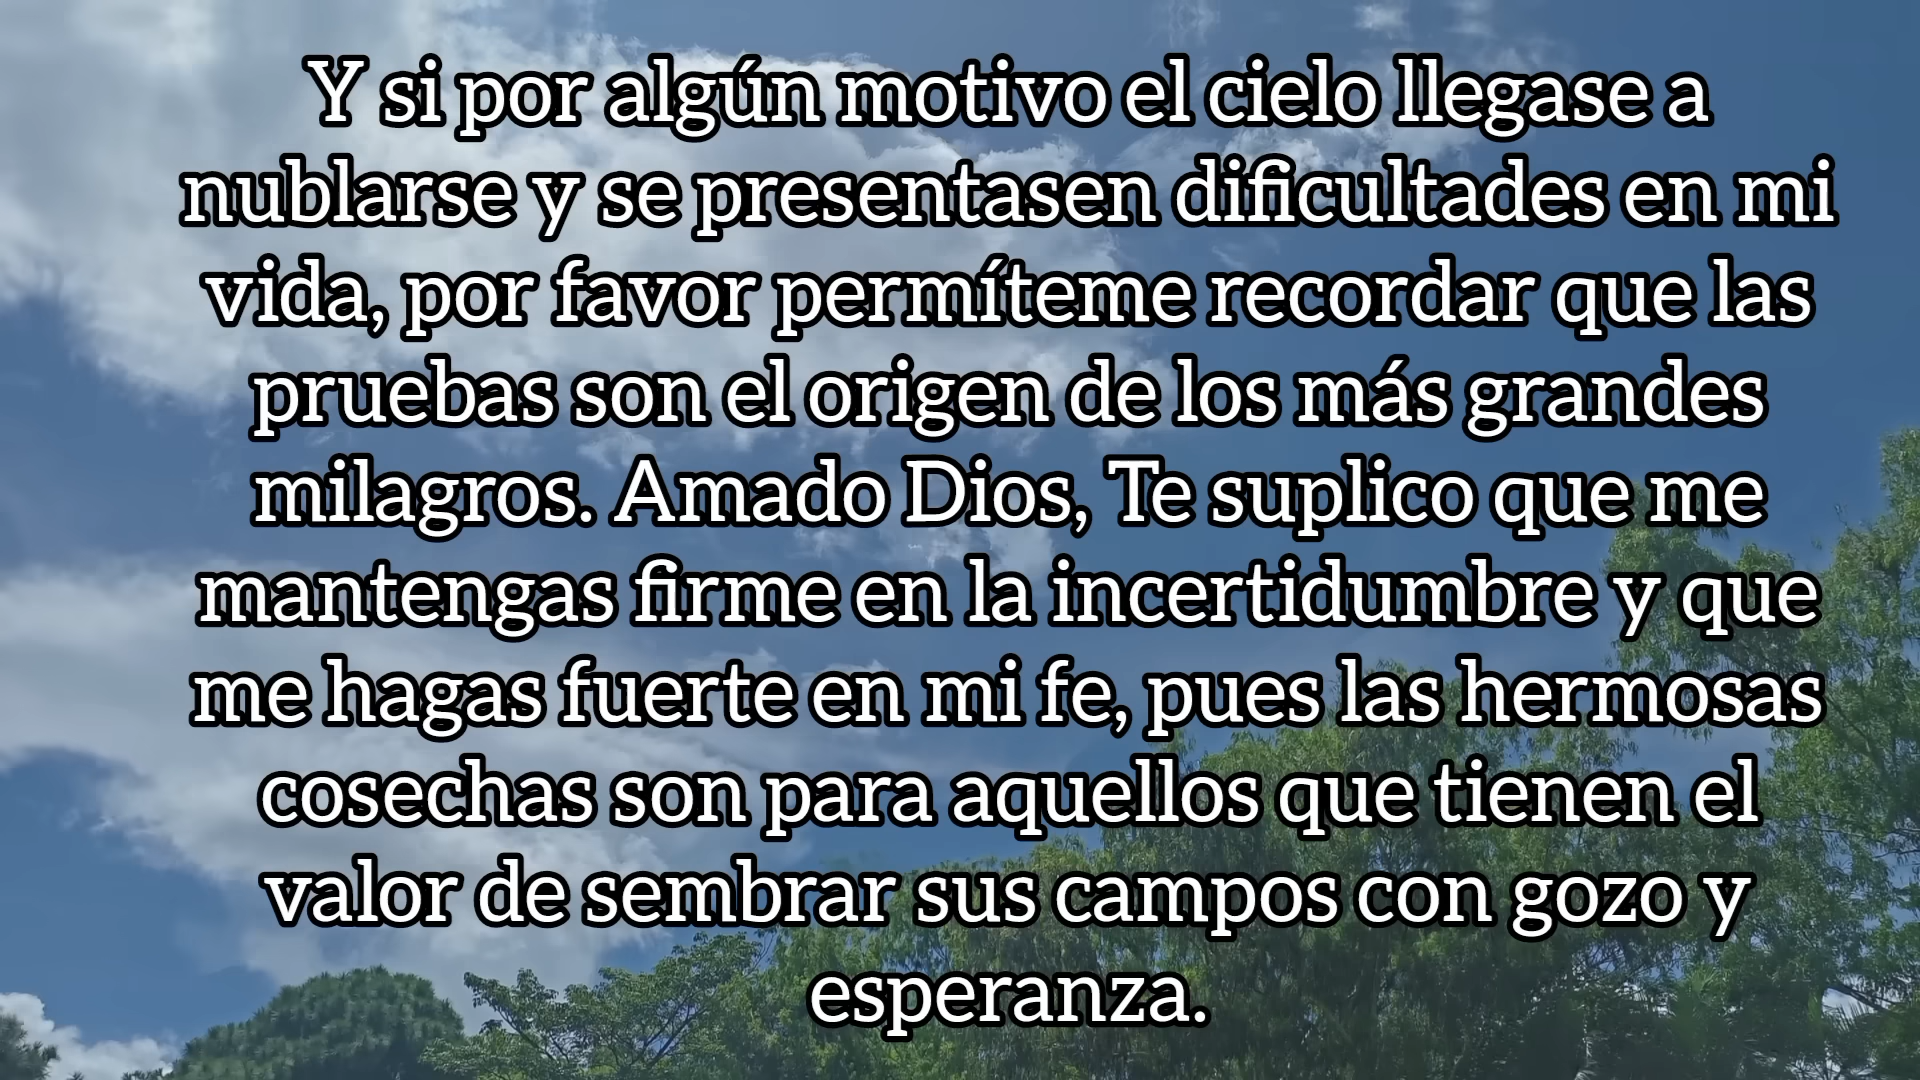 Y si por algún motivo el cielo llegase a
nublarse y se presentasen dificultades en mi
vida, por favor permíteme recordar que las
pruebas son el origen de los más grandes
milagros. Amado Dios, Te suplico que me
mantengas firme en la incertidumbre y que
me hagas fuerte en mi fe, pues las hermosas
cosechas son para aquellos que tienen el
valor de sembrar sus campos con gozo y
esperanza.